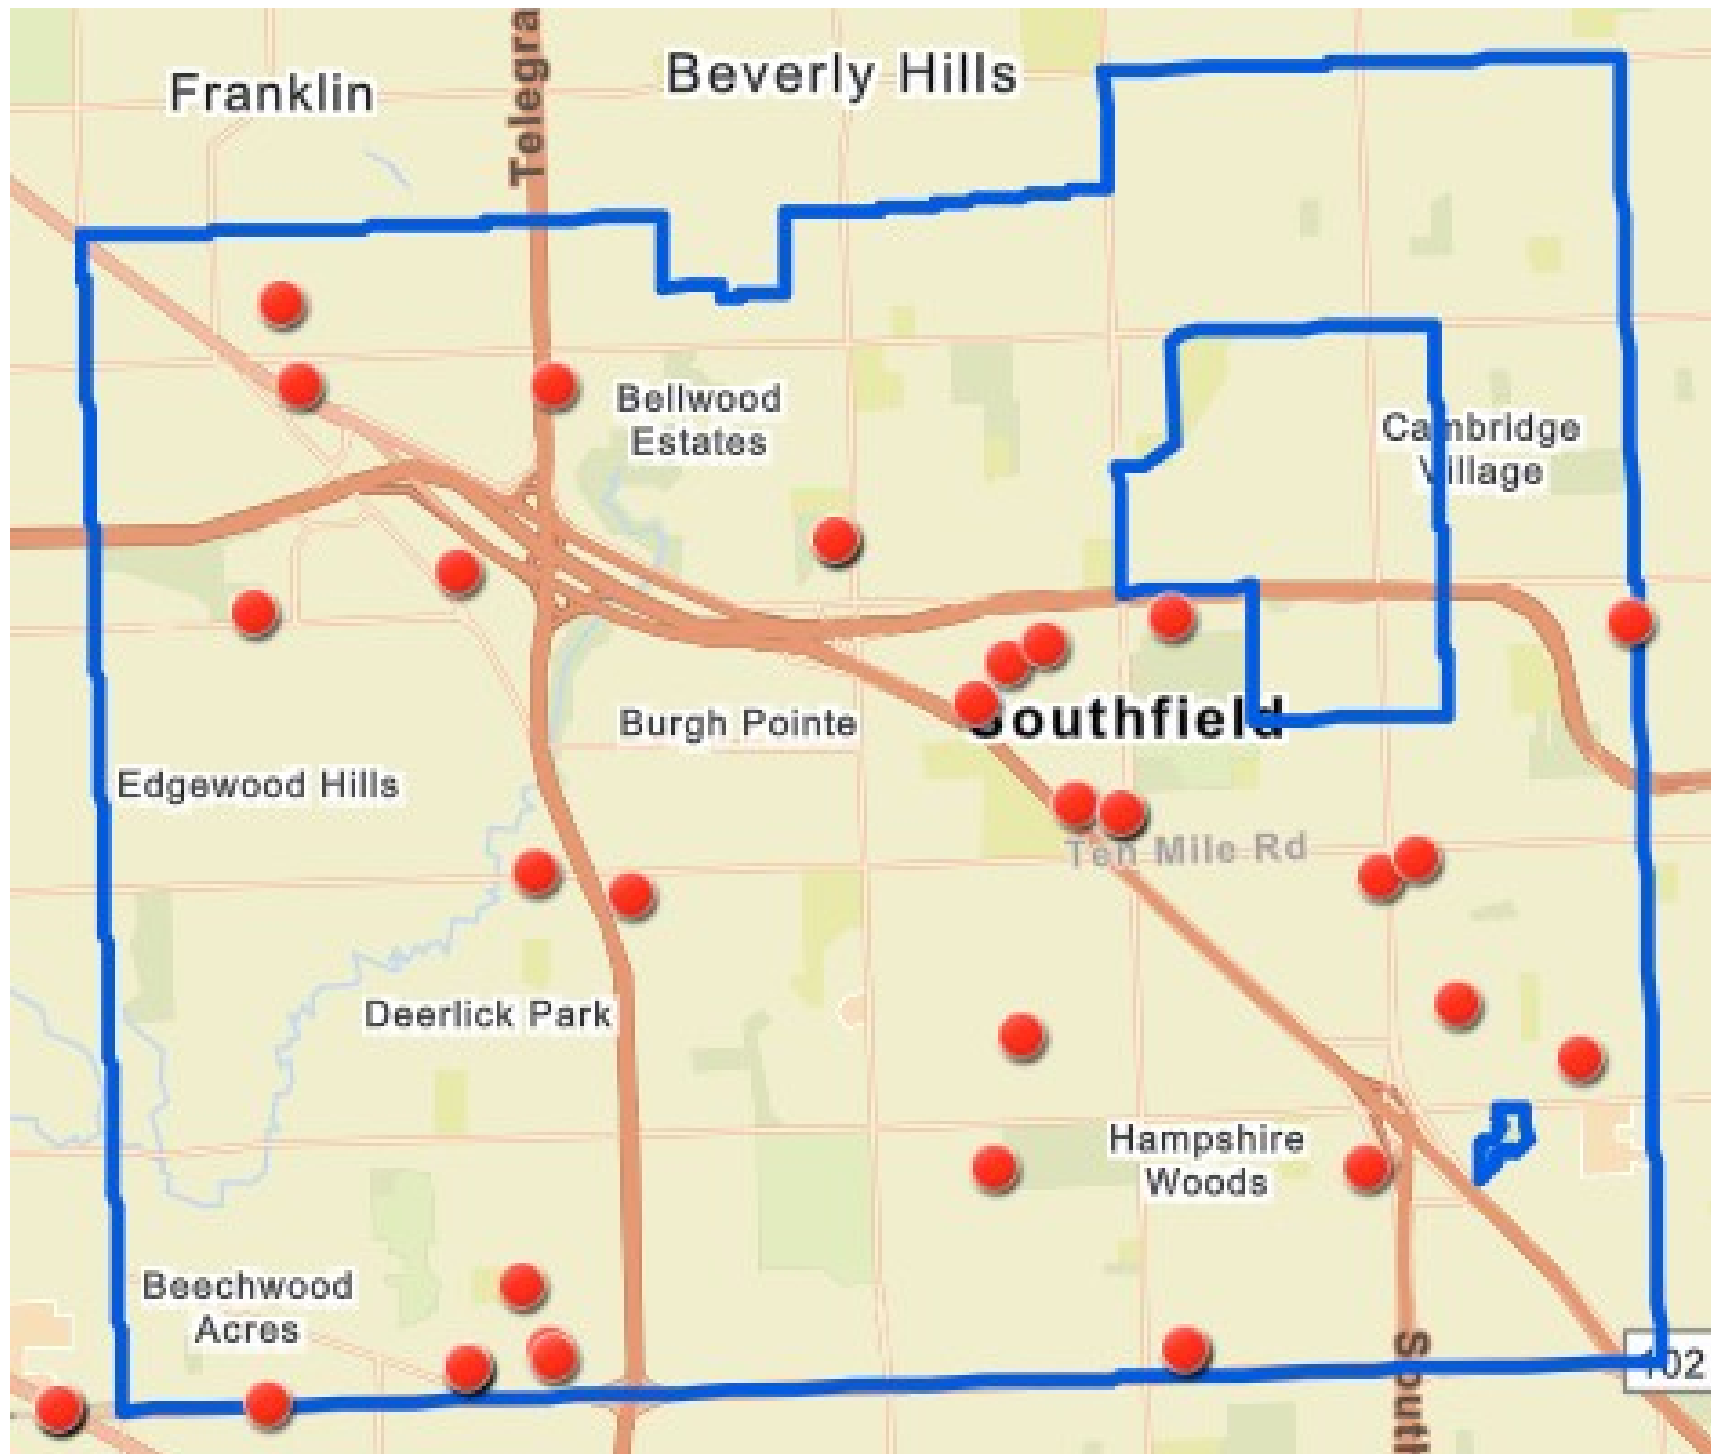 Telegra
Franklin
Beverly Hills
Bellwood
Estates
Cambridge
Village
Burgh Pointe
Southfield
Edgewood Hills
Ten Mile Rd
Deerlick Park
Hampshire
Woods
Beechwood
Acres
South
102